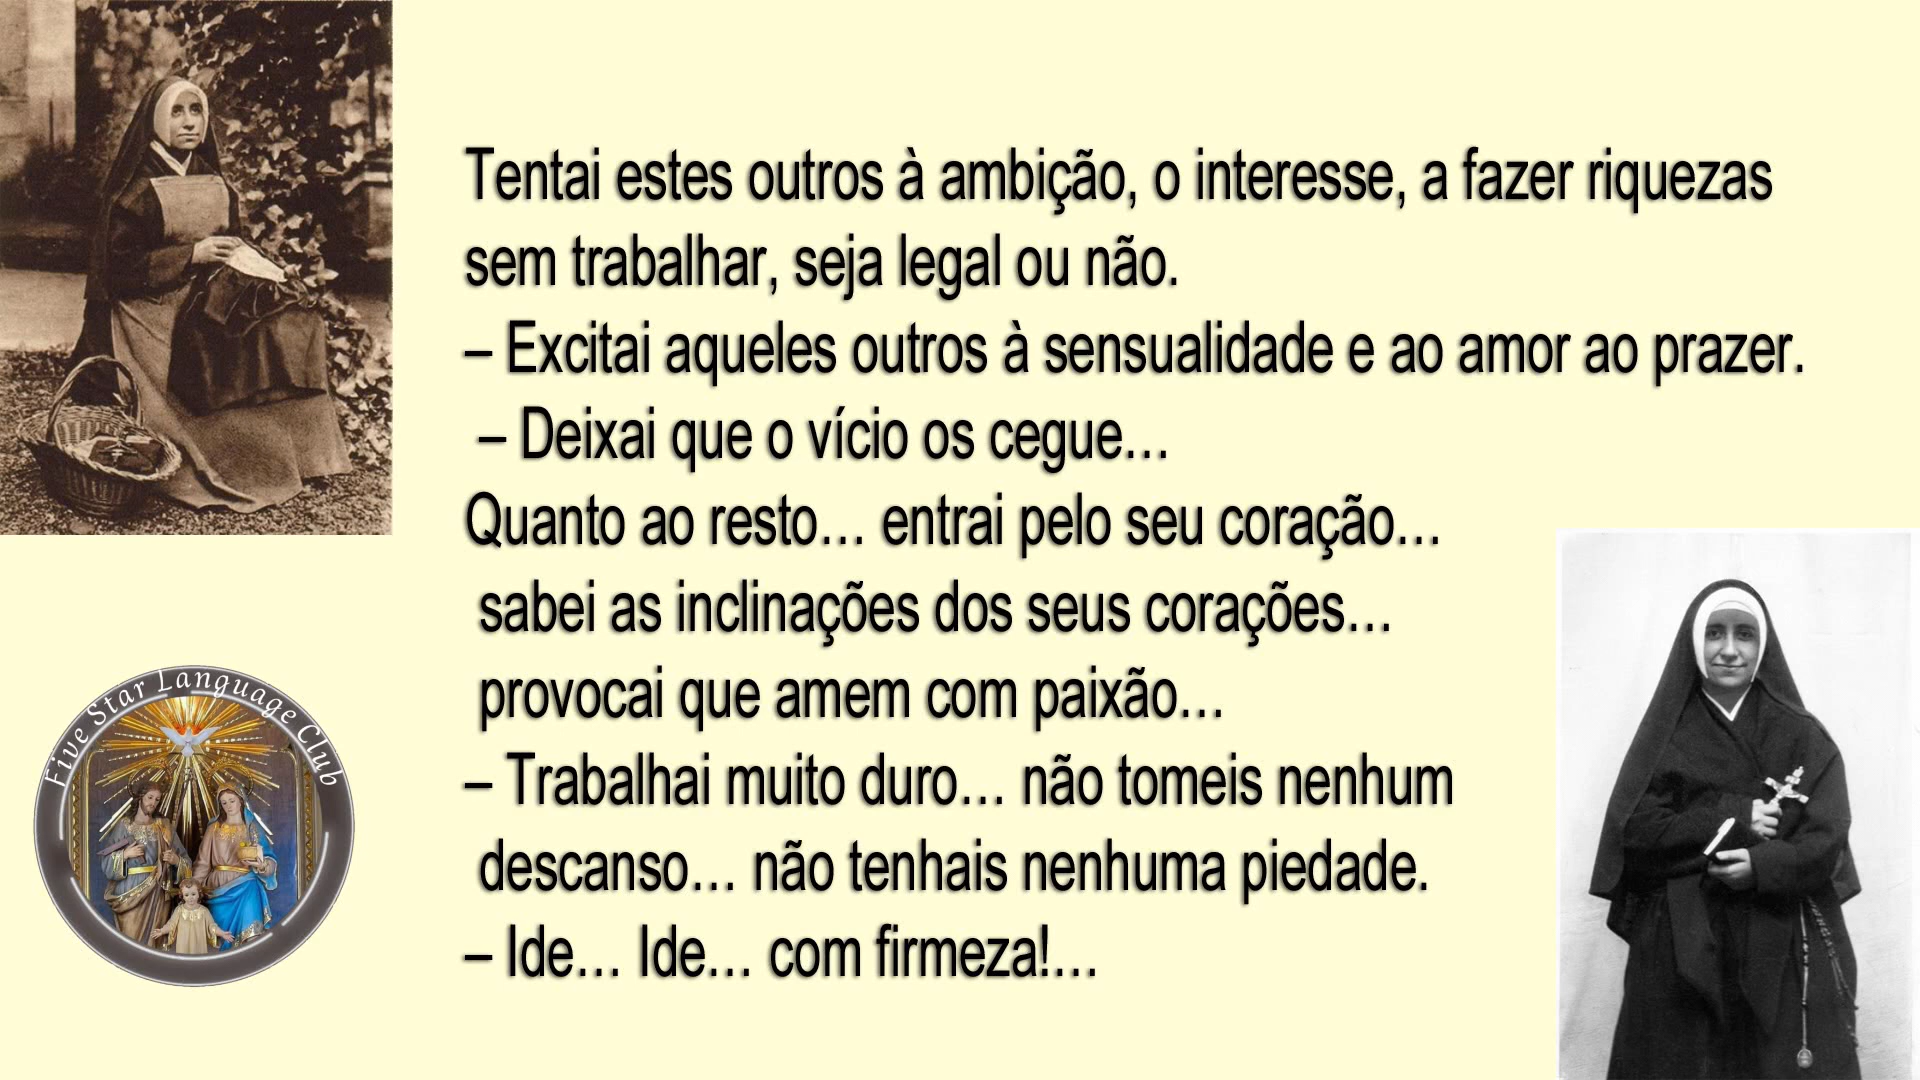 Tentai estes outros à ambição, o interesse, a fazer riquezas
sem trabalhar, seja legal ou não.
– Excitai aqueles outros à sensualidade e ao amor ao prazer.
– Deixai que o vício os cegue…
Quanto ao resto… entrai pelo seu coração…
sabei as inclinações dos seus corações…
provocai que amem com paixão…
– Trabalhai muito duro… não tomeis nenhum
descanso… não tenhais nenhuma piedade.
– Ide… Ide… com firmeza!…
Five Star Language Club